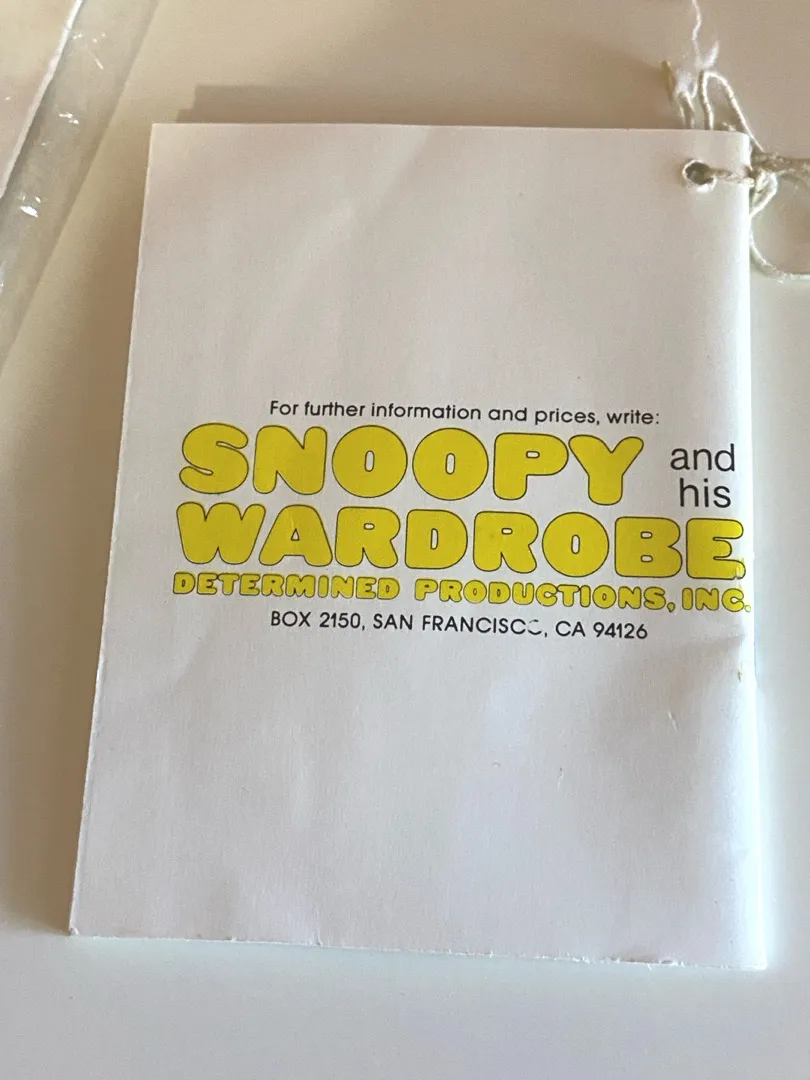 For further information and prices, write:
SNOOPY and his
WARDROBE
DETERMINED PRODUCTIONS, INC.
BOX 2150, SAN FRANCISCO, CA 94126